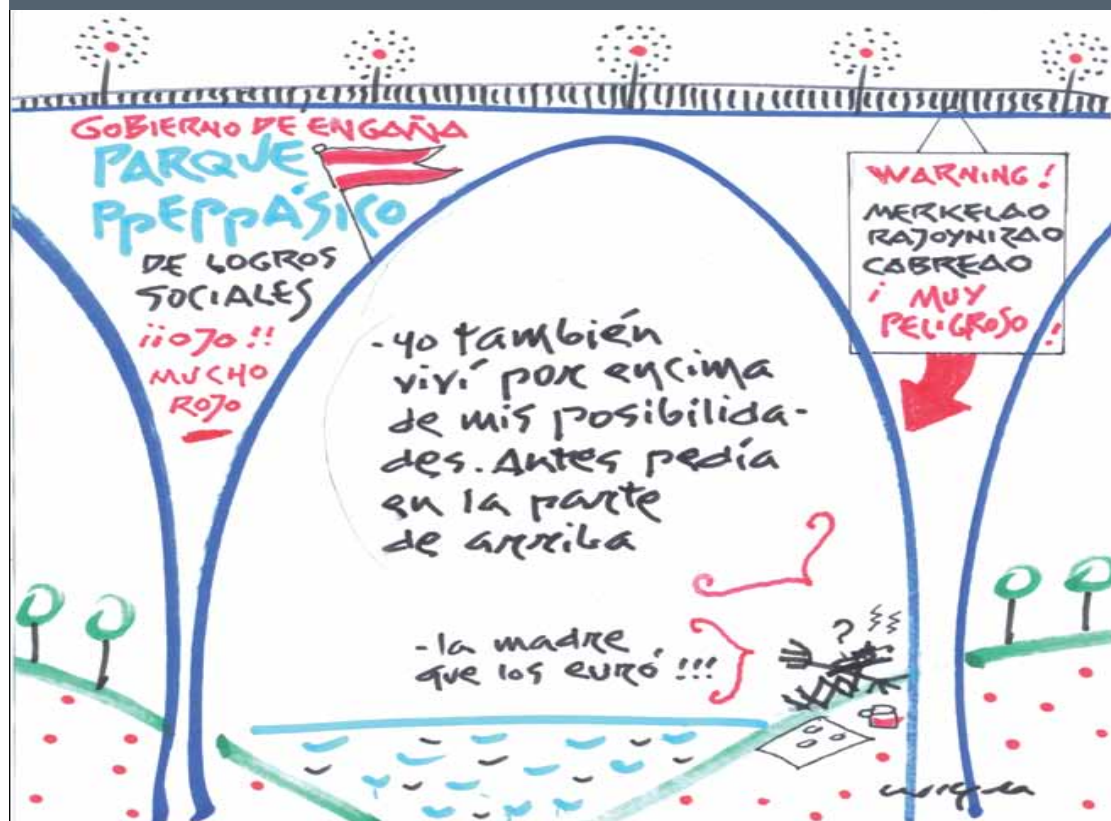 GOBIERNO DE ENGAÑA
PARQUE
PPEPPÁSICO
DE LOGROS
SOCIALES
¡¡OJO!!
MUCHO
ROJO
WARNING!
MERKELAO
RAJOYNIZAO
CABREAO
¡MUY
PELIGROSO!
-yo también
viví por encima
de mis posibilida-
des. Antes pedía
en la parte
de arriba
-la madre
que los euró!!!
?